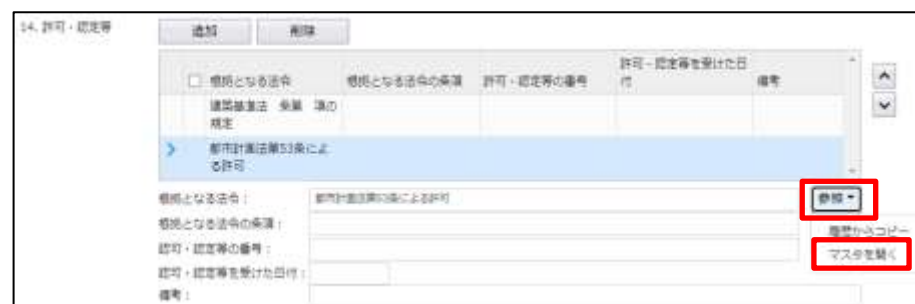 14. 許可・認定等
追加 削除
根拠となる法令 根拠となる法令の条項 許可・認定等の番号 許可・認定等を受けた日付 備考
建築基準法 条第 項の
規定
都市計画法第53条によ
る許可
根拠となる法令： 都市計画法第53条による許可 参照
根拠となる法令の条項：
履歴からコピー
認可・認定等の番号：
マスタを開く
認可・認定等を受けた日付：
備考：